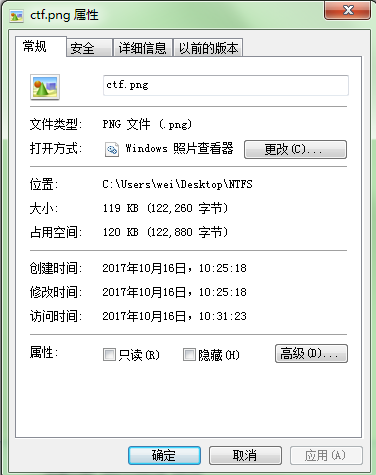 ctf.png 属性
常规 安全 详细信息 以前的版本
ctf.png
文件类型: PNG 文件 (.png)
打开方式: Windows 照片查看器 更改(C)...
位置: C:\Users\wei\Desktop\NTFS
大小: 119 KB (122,260 字节)
占用空间: 120 KB (122,880 字节)
创建时间: 2017年10月16日，10:25:18
修改时间: 2017年10月16日，10:25:18
访问时间: 2017年10月16日，10:31:23
属性: 只读(R) 隐藏(H) 高级(D)...
确定 取消 应用(A)